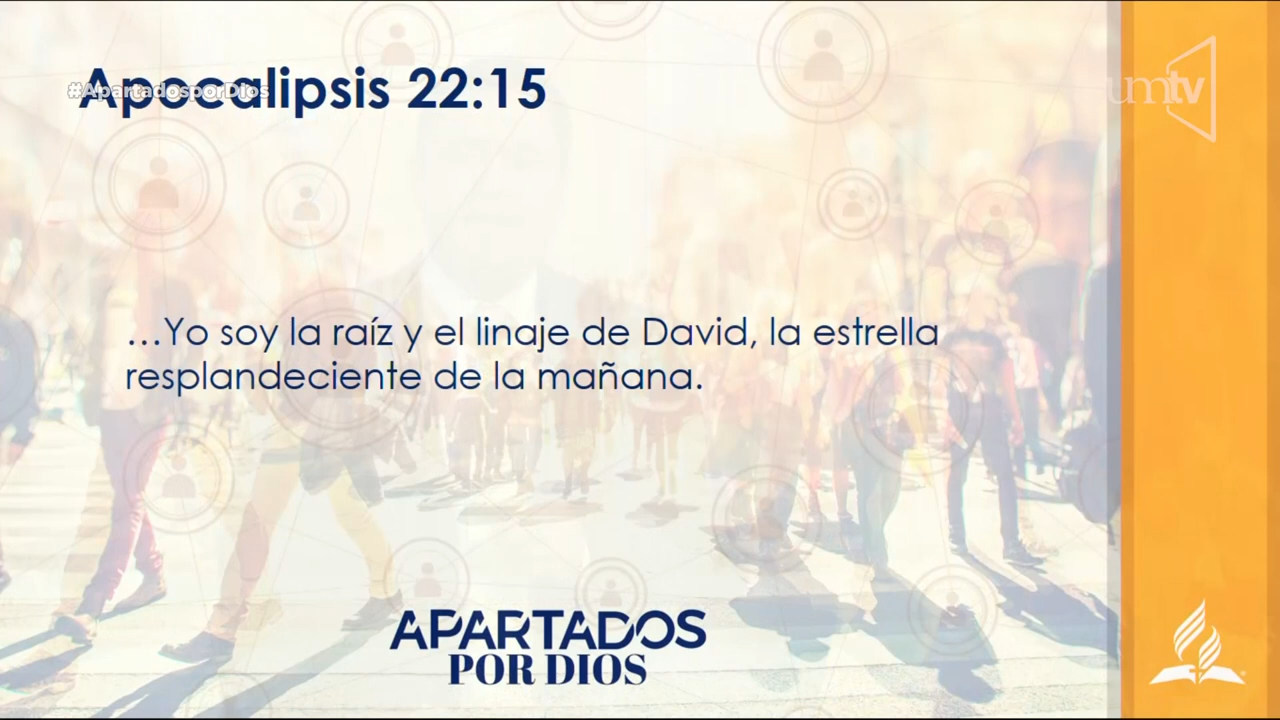 Apocalipsis 22:15
#ApartadosporDios
umtv
…Yo soy la raíz y el linaje de David, la estrella
resplandeciente de la mañana.
APARTADOS
POR DIOS